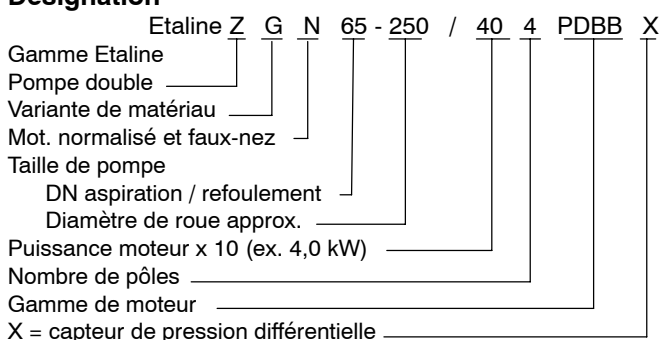 Désignation
Etaline Z G N 65 - 250 / 40 4 PDBB X
Gamme Etaline
Pompe double
Variante de matériau
Mot. normalisé et faux-nez
Taille de pompe
DN aspiration / refoulement
Diamètre de roue approx.
Puissance moteur x 10 (ex. 4,0 kW)
Nombre de pôles
Gamme de moteur
X = capteur de pression différentielle